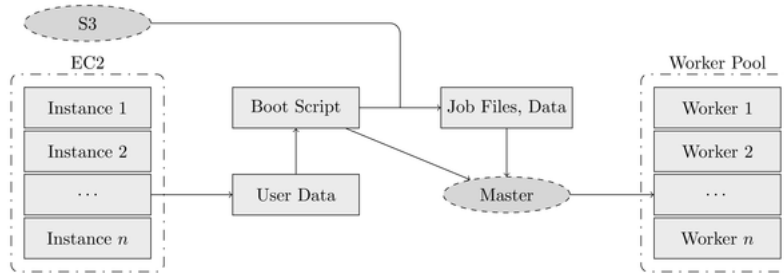 S3
EC2
Instance 1
Instance 2
...
Instance n
Boot Script
User Data
Job Files, Data
Master
Worker Pool
Worker 1
Worker 2
...
Worker n